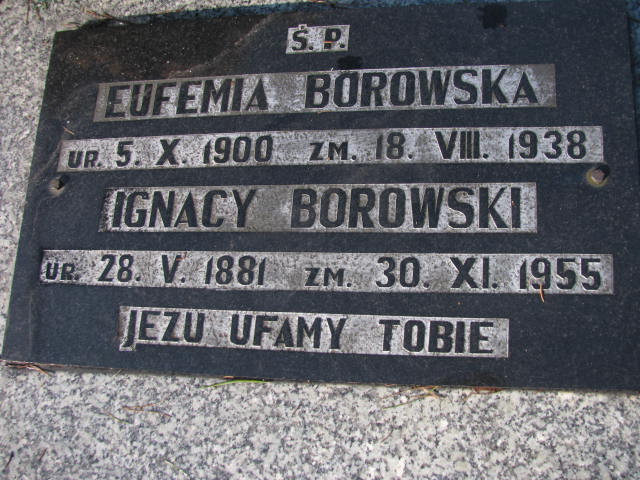 Ś.P.
EUFEMIA BOROWSKA
UR. 5. X. 1900 ZM. 18. VIII. 1938
IGNACY BOROWSKI
UR. 28. V. 1881 ZM. 30. XI. 1955
JEZU UFAMY TOBIE